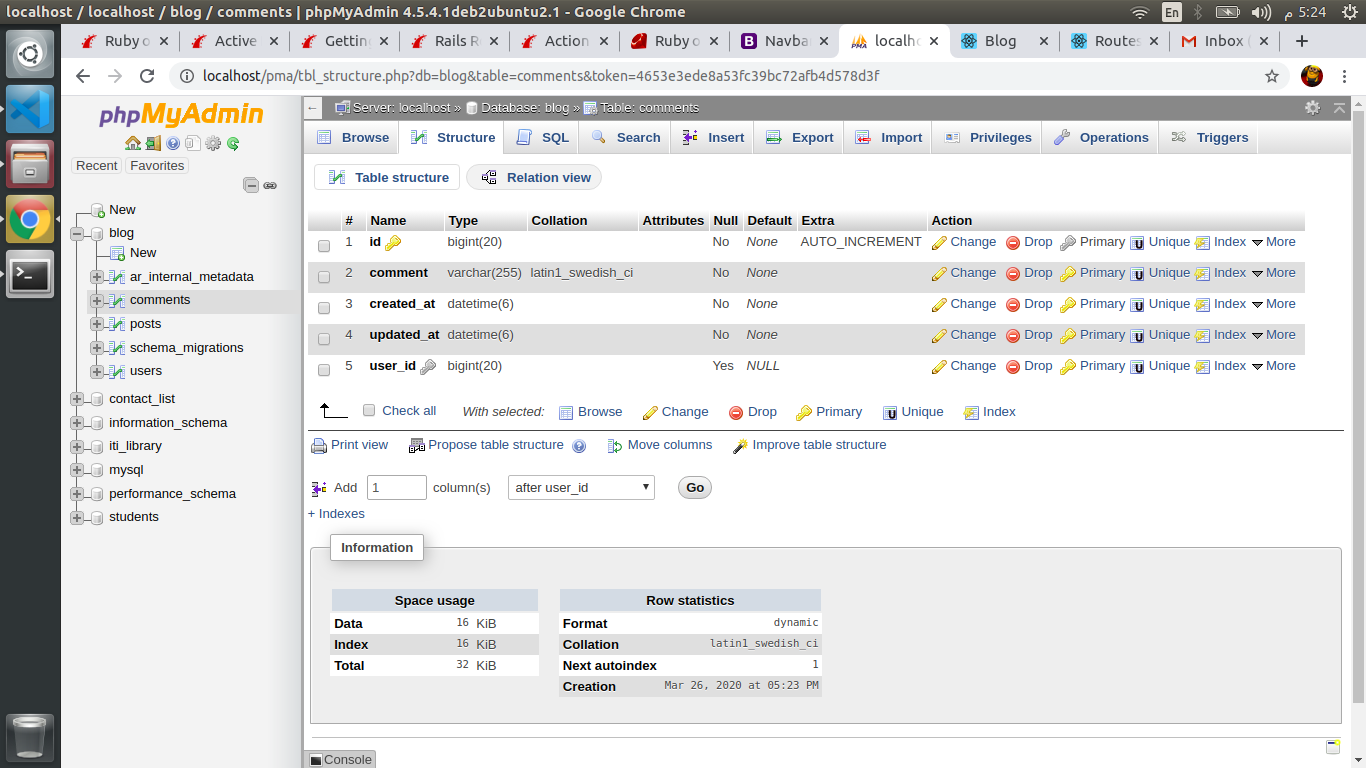 localhost / localhost / blog / comments | phpMyAdmin 4.5.4.1deb2ubuntu2.1 - Google Chrome
En
5:24 م
Ruby o
Active
Gettin
Rails R
Action
Ruby o
Navba
localho
Blog
Routes
Inbox (
localhost/pma/tbl_structure.php?db=blog&table=comments&token=4653e3ede8a53fc39bc72afb4d578d3f
phpMyAdmin
Recent
Favorites
New
blog
New
ar_internal_metadata
comments
posts
schema_migrations
users
contact_list
information_schema
iti_library
mysql
performance_schema
students
Server: localhost » Database: blog » Table: comments
Browse Structure SQL Search Insert Export Import Privileges Operations Triggers
Table structure Relation view
# Name Type Collation Attributes Null Default Extra Action
1 id bigint(20) No None AUTO_INCREMENT Change Drop Primary Unique Index More
2 comment varchar(255) latin1_swedish_ci No None Change Drop Primary Unique Index More
3 created_at datetime(6) No None Change Drop Primary Unique Index More
4 updated_at datetime(6) No None Change Drop Primary Unique Index More
5 user_id bigint(20) Yes NULL Change Drop Primary Unique Index More
Check all With selected: Browse Change Drop Primary Unique Index
Print view Propose table structure Move columns Improve table structure
Add 1 column(s) after user_id Go
+ Indexes
Information
Space usage
Data 16 KiB
Index 16 KiB
Total 32 KiB
Row statistics
Format dynamic
Collation latin1_swedish_ci
Next autoindex 1
Creation Mar 26, 2020 at 05:23 PM
Console